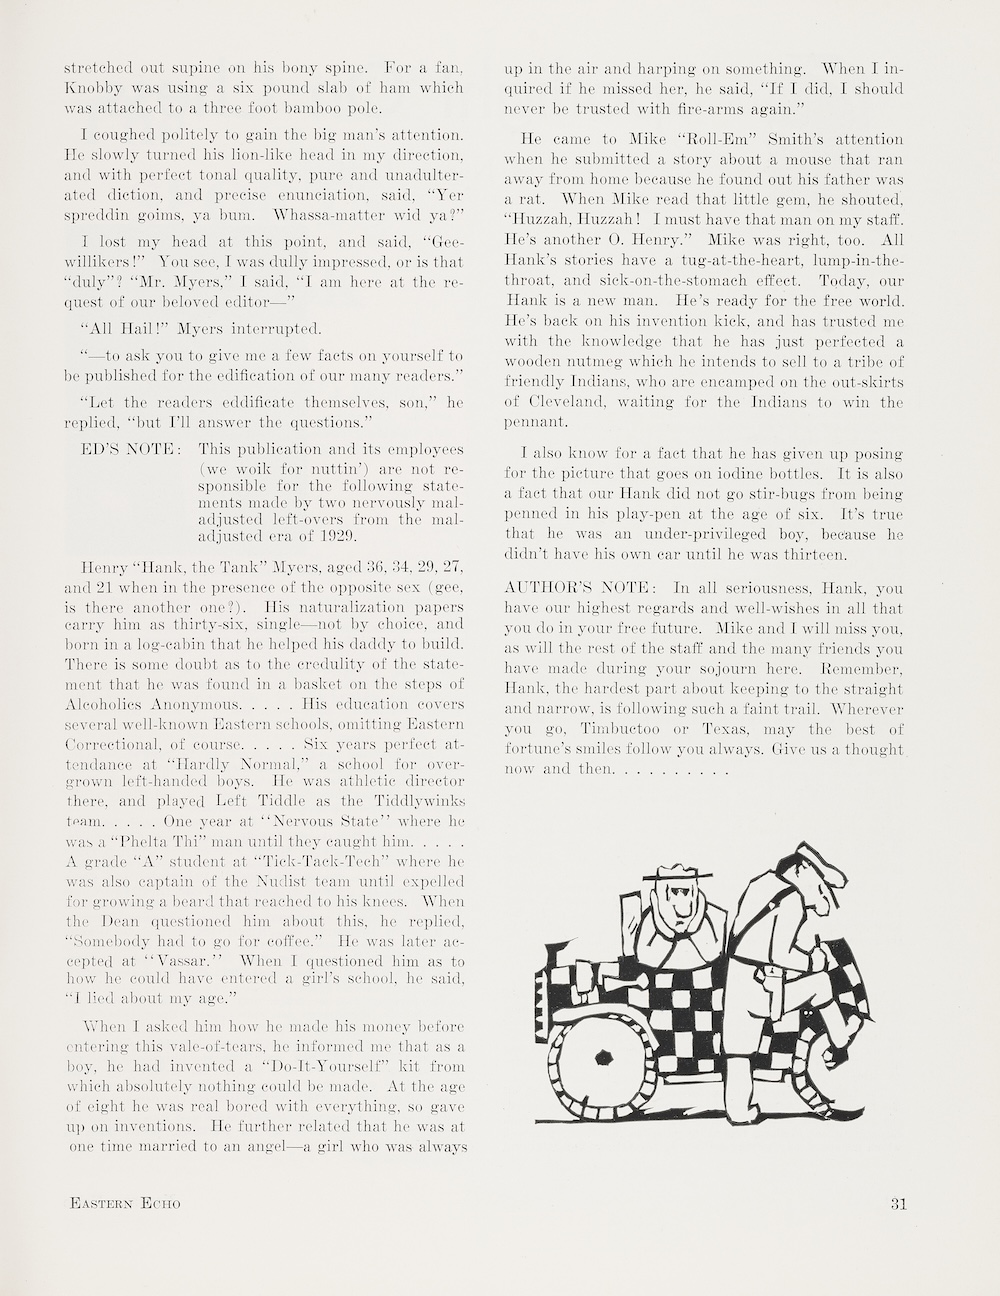 stretched out supine on his bony spine. For a fan,
Knobby was using a six pound slab of ham which
was attached to a three foot bamboo pole.
I coughed politely to gain the big man's attention.
He slowly turned his lion-like head in my direction,
and with perfect tonal quality, pure and unadulter-
ated diction, and precise enunciation, said, “Yer
spreddin goims, ya bum. Whassa-matter wid ya?”
I lost my head at this point, and said, “Gee-
willikers!” You see, I was dully impressed, or is that
“duly”? “Mr. Myers,” I said, “I am here at the re-
quest of our beloved editor—”
“All Hail!” Myers interrupted.
“—to ask you to give me a few facts on yourself to
be published for the edification of our many readers.”
“Let the readers eddificate themselves, son,” he
replied, “but I'll answer the questions.”
ED'S NOTE: This publication and its employees
(we woik for nuttin') are not re-
sponsible for the following state-
ments made by two nervously mal-
adjusted left-overs from the mal-
adjusted era of 1929.
Henry “Hank, the Tank” Myers, aged 36, 34, 29, 27,
and 21 when in the presence of the opposite sex (gee,
is there another one?). His naturalization papers
carry him as thirty-six, single—not by choice, and
born in a log-cabin that he helped his daddy to build.
There is some doubt as to the credulity of the state-
ment that he was found in a basket on the steps of
Alcoholics Anonymous. . . . . His education covers
several well-known Eastern schools, omitting Eastern
Correctional, of course. . . . . Six years perfect at-
tendance at “Hardly Normal,” a school for over-
grown left-handed boys. He was athletic director
there, and played Left Tiddle as the Tiddlywinks
team. . . . . One year at “Nervous State” where he
was a “Phelta Thi” man until they caught him. . . . .
A grade “A” student at “Tick-Tack-Tech” where he
was also captain of the Nudist team until expelled
for growing a beard that reached to his knees. When
the Dean questioned him about this, he replied,
“Somebody had to go for coffee.” He was later ac-
cepted at “Vassar.” When I questioned him as to
how he could have entered a girl's school, he said,
“I lied about my age.”
When I asked him how he made his money before
entering this vale-of-tears, he informed me that as a
boy, he had invented a “Do-It-Yourself” kit from
which absolutely nothing could be made. At the age
of eight he was real bored with everything, so gave
up on inventions. He further related that he was at
one time married to an angel—a girl who was always
up in the air and harping on something. When I in-
quired if he missed her, he said, “If I did, I should
never be trusted with fire-arms again.”
He came to Mike “Roll-Em” Smith's attention
when he submitted a story about a mouse that ran
away from home because he found out his father was
a rat. When Mike read that little gem, he shouted,
“Huzzah, Huzzah! I must have that man on my staff.
He's another O. Henry.” Mike was right, too. All
Hank's stories have a tug-at-the-heart, lump-in-the-
throat, and sick-on-the-stomach effect. Today, our
Hank is a new man. He's ready for the free world.
He's back on his invention kick, and has trusted me
with the knowledge that he has just perfected a
wooden nutmeg which he intends to sell to a tribe of
friendly Indians, who are encamped on the out-skirts
of Cleveland, waiting for the Indians to win the
pennant.
I also know for a fact that he has given up posing
for the picture that goes on iodine bottles. It is also
a fact that our Hank did not go stir-bugs from being
penned in his play-pen at the age of six. It's true
that he was an under-privileged boy, because he
didn't have his own car until he was thirteen.
AUTHOR'S NOTE: In all seriousness, Hank, you
have our highest regards and well-wishes in all that
you do in your free future. Mike and I will miss you,
as will the rest of the staff and the many friends you
have made during your sojourn here. Remember,
Hank, the hardest part about keeping to the straight
and narrow, is following such a faint trail. Wherever
you go, Timbuctoo or Texas, may the best of
fortune's smiles follow you always. Give us a thought
now and then. . . . . . . . . .
EASTERN ECHO
31